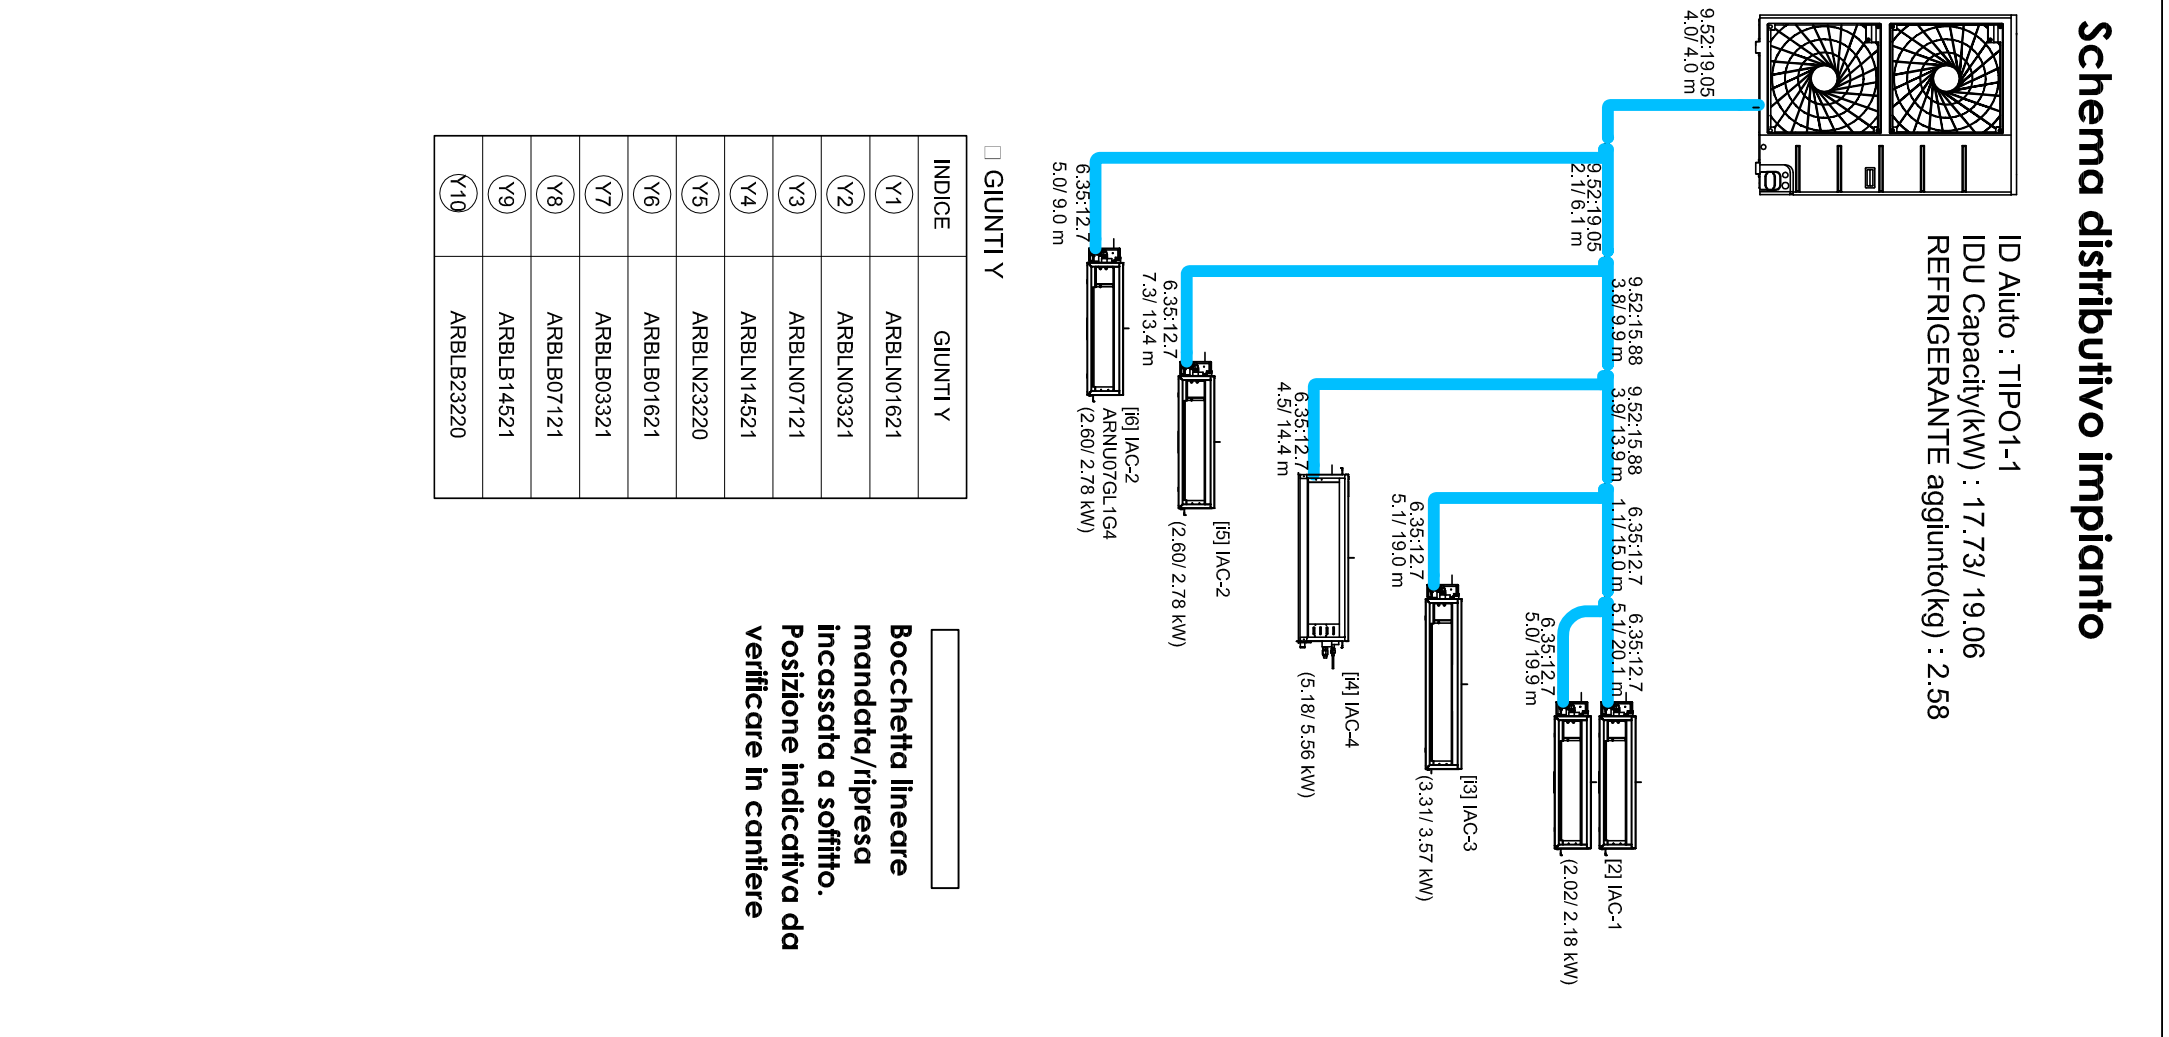 Schema distributivo impianto
ID Aiuto : TIPO1-1
IDU Capacity(kW) : 17.73/ 19.06
REFRIGERANTE aggiunto(kg) : 2.58
9.52:19.05
4.0/ 4.0 m
9.52:19.05
2.1/ 6.1 m
9.52:15.88
3.8/ 9.9 m
9.52:15.88
3.9/ 13.9 m
6.35:12.7
1.1/ 15.0 m
6.35:12.7
5.1/ 20.1 m
6.35:12.7
5.0/ 19.9 m
[2] IAC-1
(2.02/ 2.18 kW)
6.35:12.7
5.1/ 19.0 m
[i3] IAC-3
(3.31/ 3.57 kW)
6.35:12.7
4.5/ 14.4 m
[i4] IAC-4
(5.18/ 5.56 kW)
6.35:12.7
7.3/ 13.4 m
[i5] IAC-2
(2.60/ 2.78 kW)
6.35:12.7
5.0/ 9.0 m
[i6] IAC-2
ARNU07GL1G4
(2.60/ 2.78 kW)
□ GIUNTI Y
INDICE GIUNTI Y
Y1 ARBLN01621
Y2 ARBLN03321
Y3 ARBLN07121
Y4 ARBLN14521
Y5 ARBLN23220
Y6 ARBLB01621
Y7 ARBLB03321
Y8 ARBLB07121
Y9 ARBLB14521
Y10 ARBLB23220
Bocchetta lineare
mandata/ripresa
incassata a soffitto.
Posizione indicativa da
verificare in cantiere